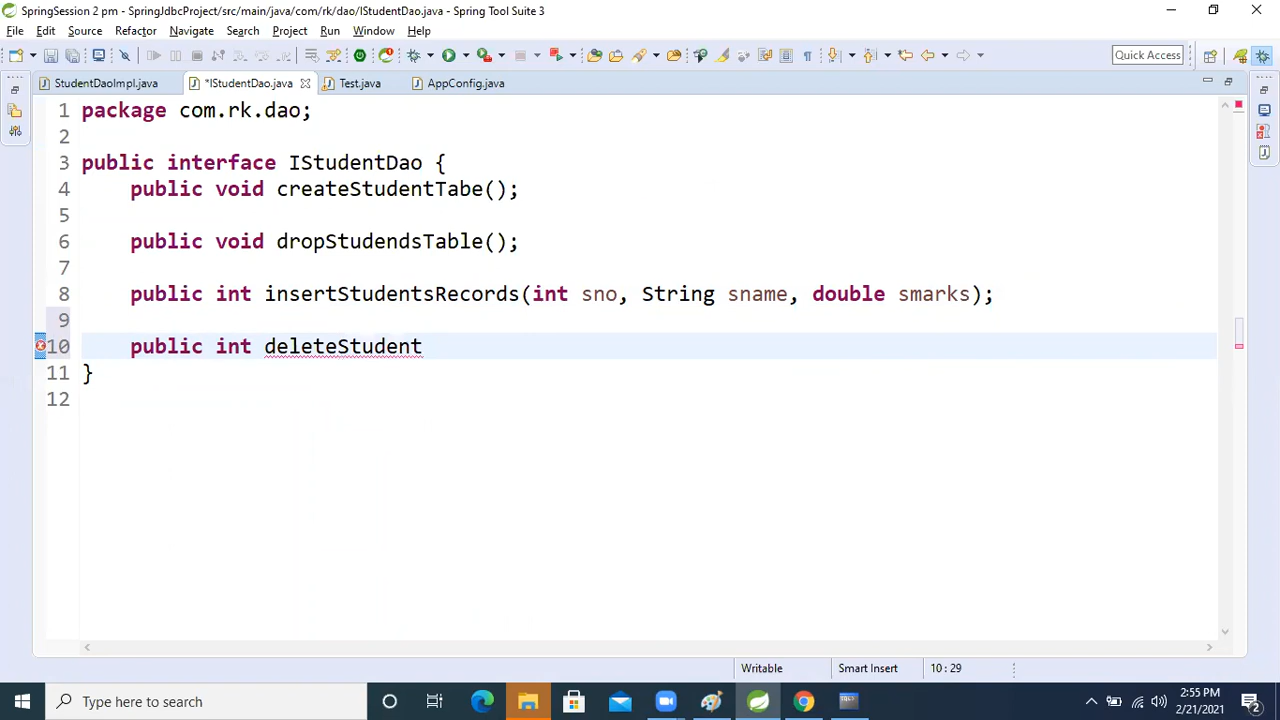 SpringSession 2 pm - SpringJdbcProject/src/main/java/com/rk/dao/IStudentDao.java - Spring Tool Suite 3
File Edit Source Refactor Navigate Search Project Run Window Help
Quick Access
StudentDaoImpl.java *IStudentDao.java Test.java AppConfig.java
1 package com.rk.dao;
2
3 public interface IStudentDao {
4 public void createStudentTabe();
5
6 public void dropStudendsTable();
7
8 public int insertStudentsRecords(int sno, String sname, double smarks);
9
10 public int deleteStudent
11 }
12
Writable Smart Insert 10 : 29
Type here to search
2:55 PM
2/21/2021
2